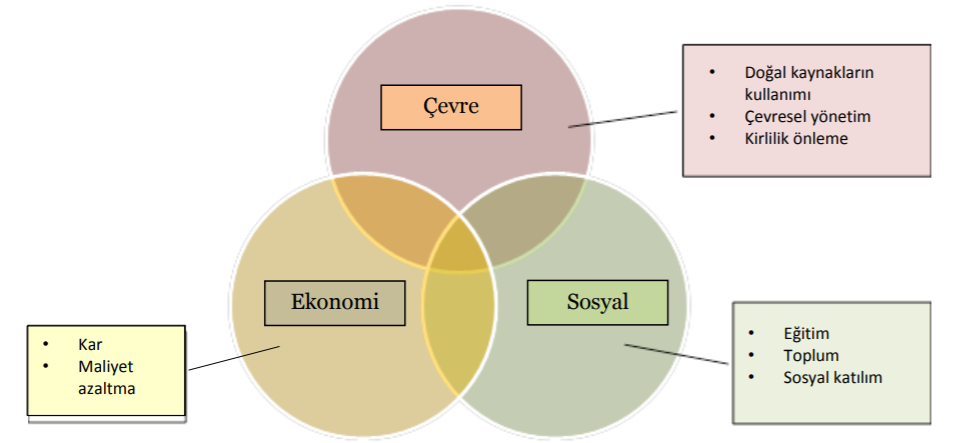 Çevre
• Doğal kaynakların
kullanımı
• Çevresel yönetim
• Kirlilik önleme
Ekonomi
Sosyal
• Kar
• Maliyet
azaltma
• Eğitim
• Toplum
• Sosyal katılım